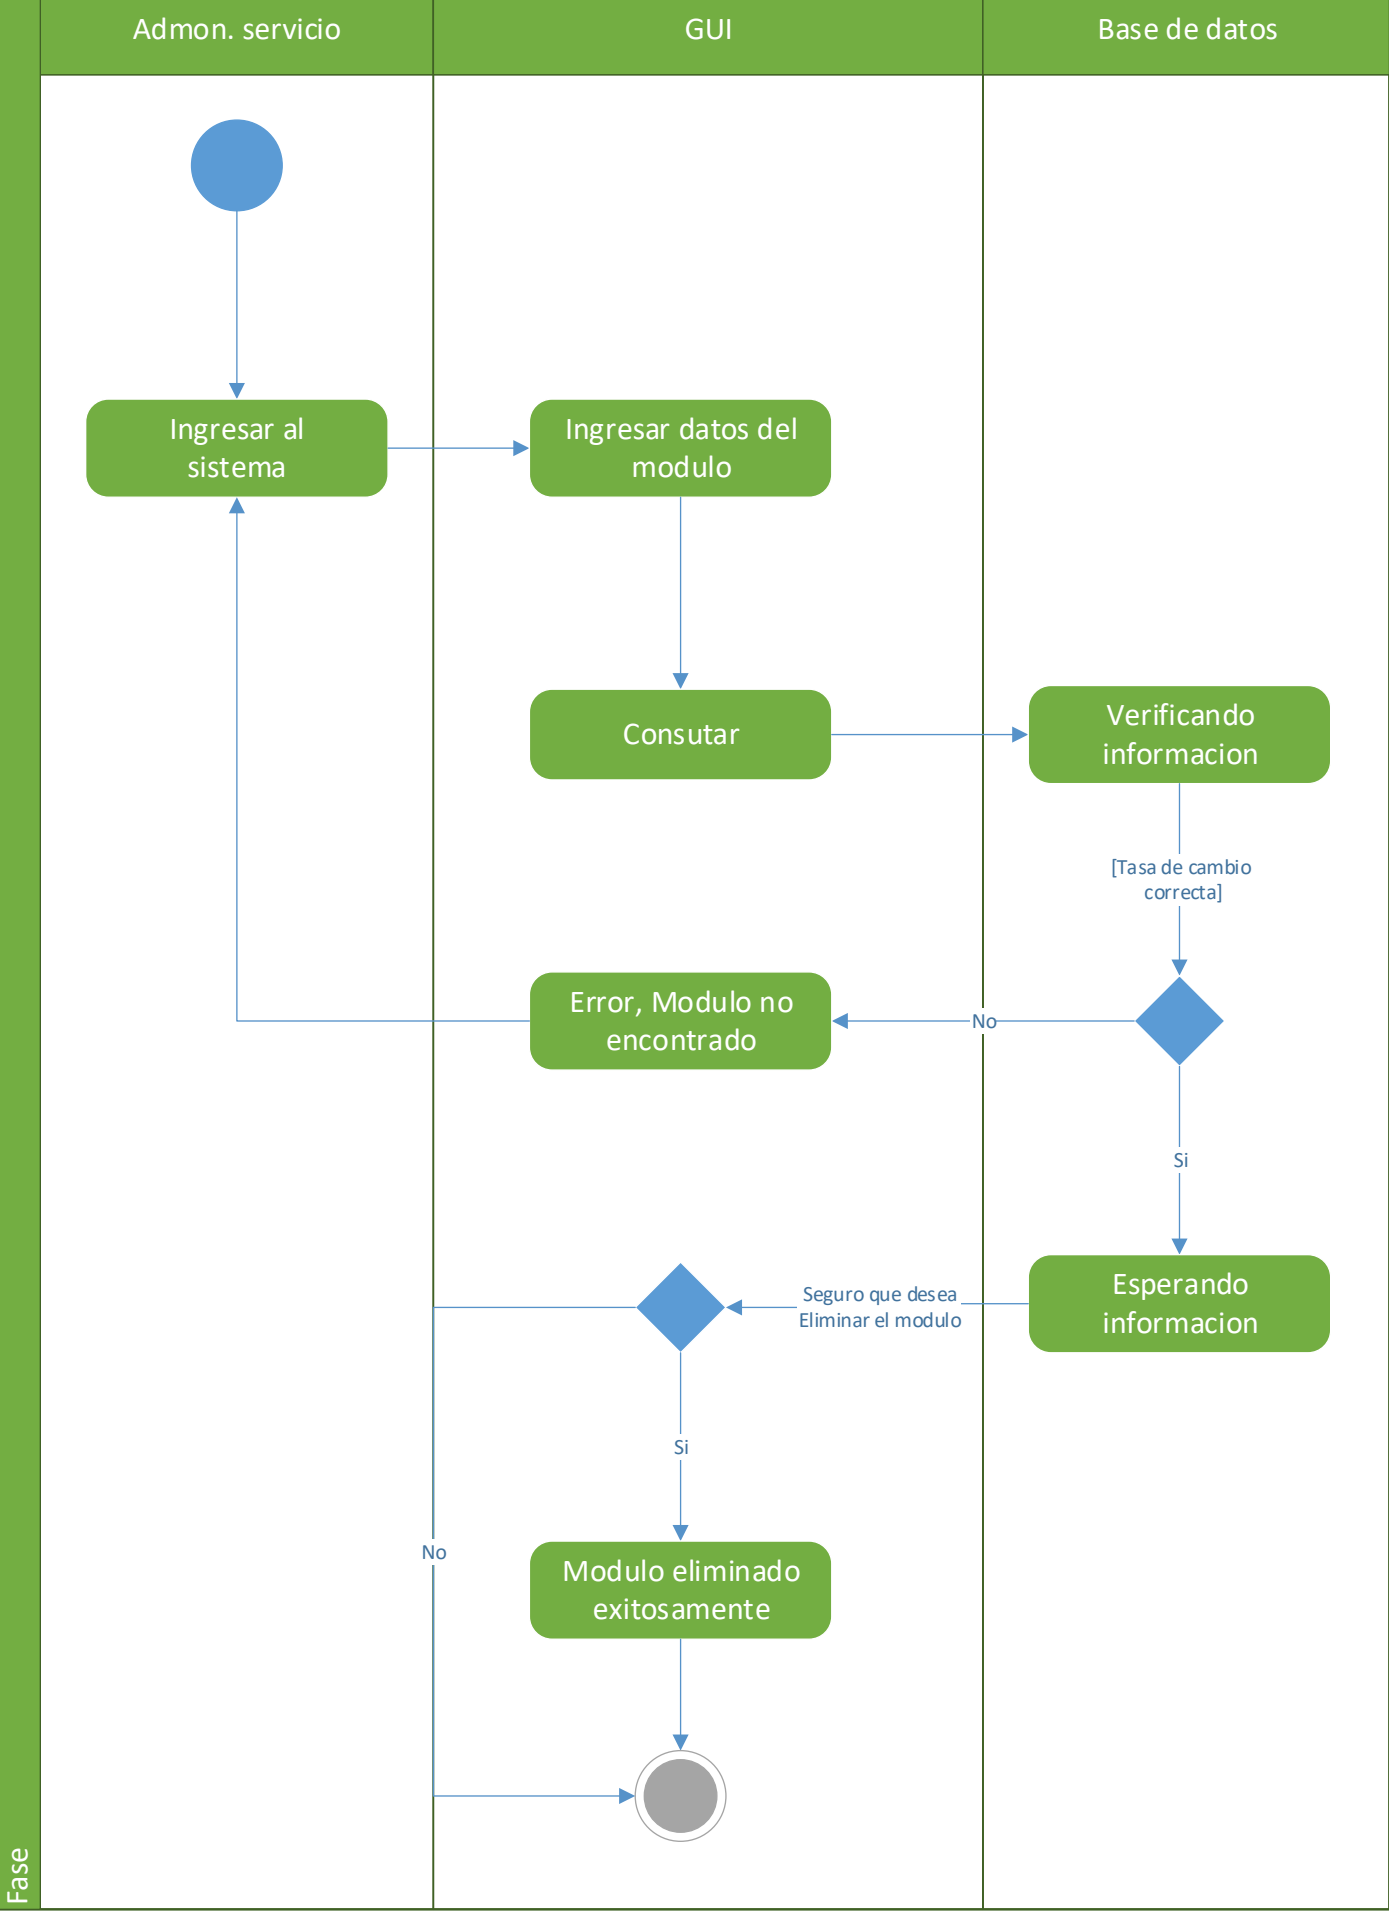 Admon. servicio
GUI
Base de datos
Ingresar al
sistema
Ingresar datos del
modulo
Consutar
Verificando
informacion
[Tasa de cambio
correcta]
Error, Modulo no
encontrado
No
Si
Seguro que desea
Eliminar el modulo
Esperando
informacion
Si
No
Modulo eliminado
exitosamente
Fase